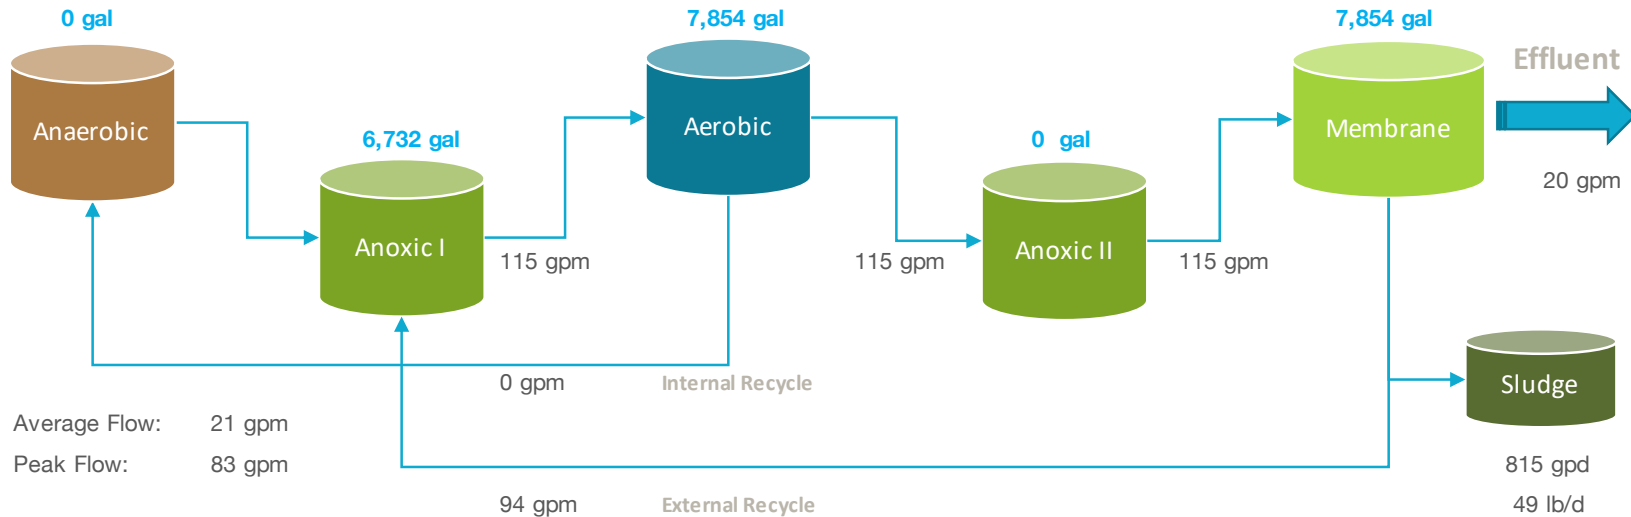 0 gal
7,854 gal
7,854 gal
Effluent
Anaerobic
Aerobic
Membrane
6,732 gal
0 gal
20 gpm
Anoxic I
Anoxic II
115 gpm
115 gpm
115 gpm
0 gpm
Internal Recycle
Sludge
Average Flow: 21 gpm
Peak Flow: 83 gpm
815 gpd
94 gpm
External Recycle
49 lb/d